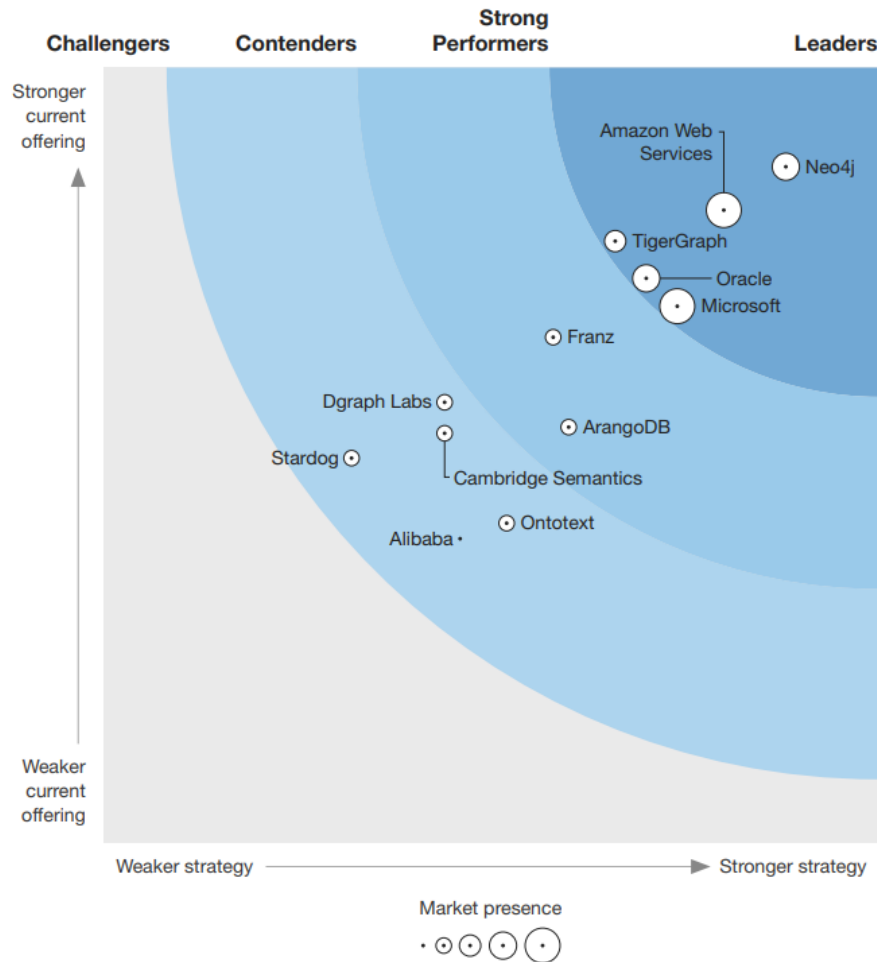 Challengers
Contenders
Strong
Performers
Leaders
Stronger
current
offering
Amazon Web
Services
Neo4j
TigerGraph
Oracle
Microsoft
Franz
Dgraph Labs
ArangoDB
Stardog
Cambridge Semantics
Ontotext
Alibaba
Weaker
current
offering
Weaker strategy
Stronger strategy
Market presence